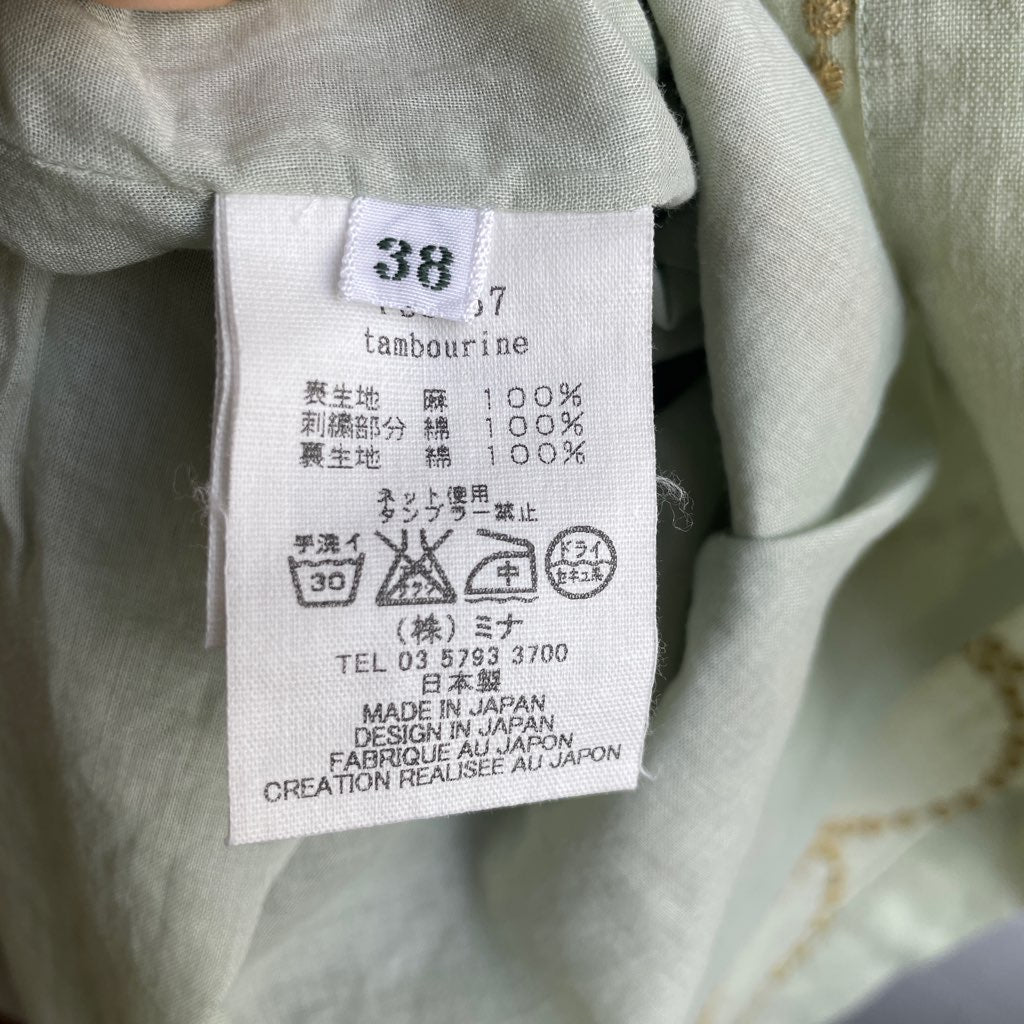 38
67
tambourine
表生地 麻 100%
刺繍部分 綿 100%
裏生地 綿 100%
ネット使用
タンブラー禁止
手洗イ
30
中
ドライ
セキユ系
(株)ミナ
TEL 03 5793 3700
日本製
MADE IN JAPAN
DESIGN IN JAPAN
FABRIQUE AU JAPON
CREATION REALISEE AU JAPON